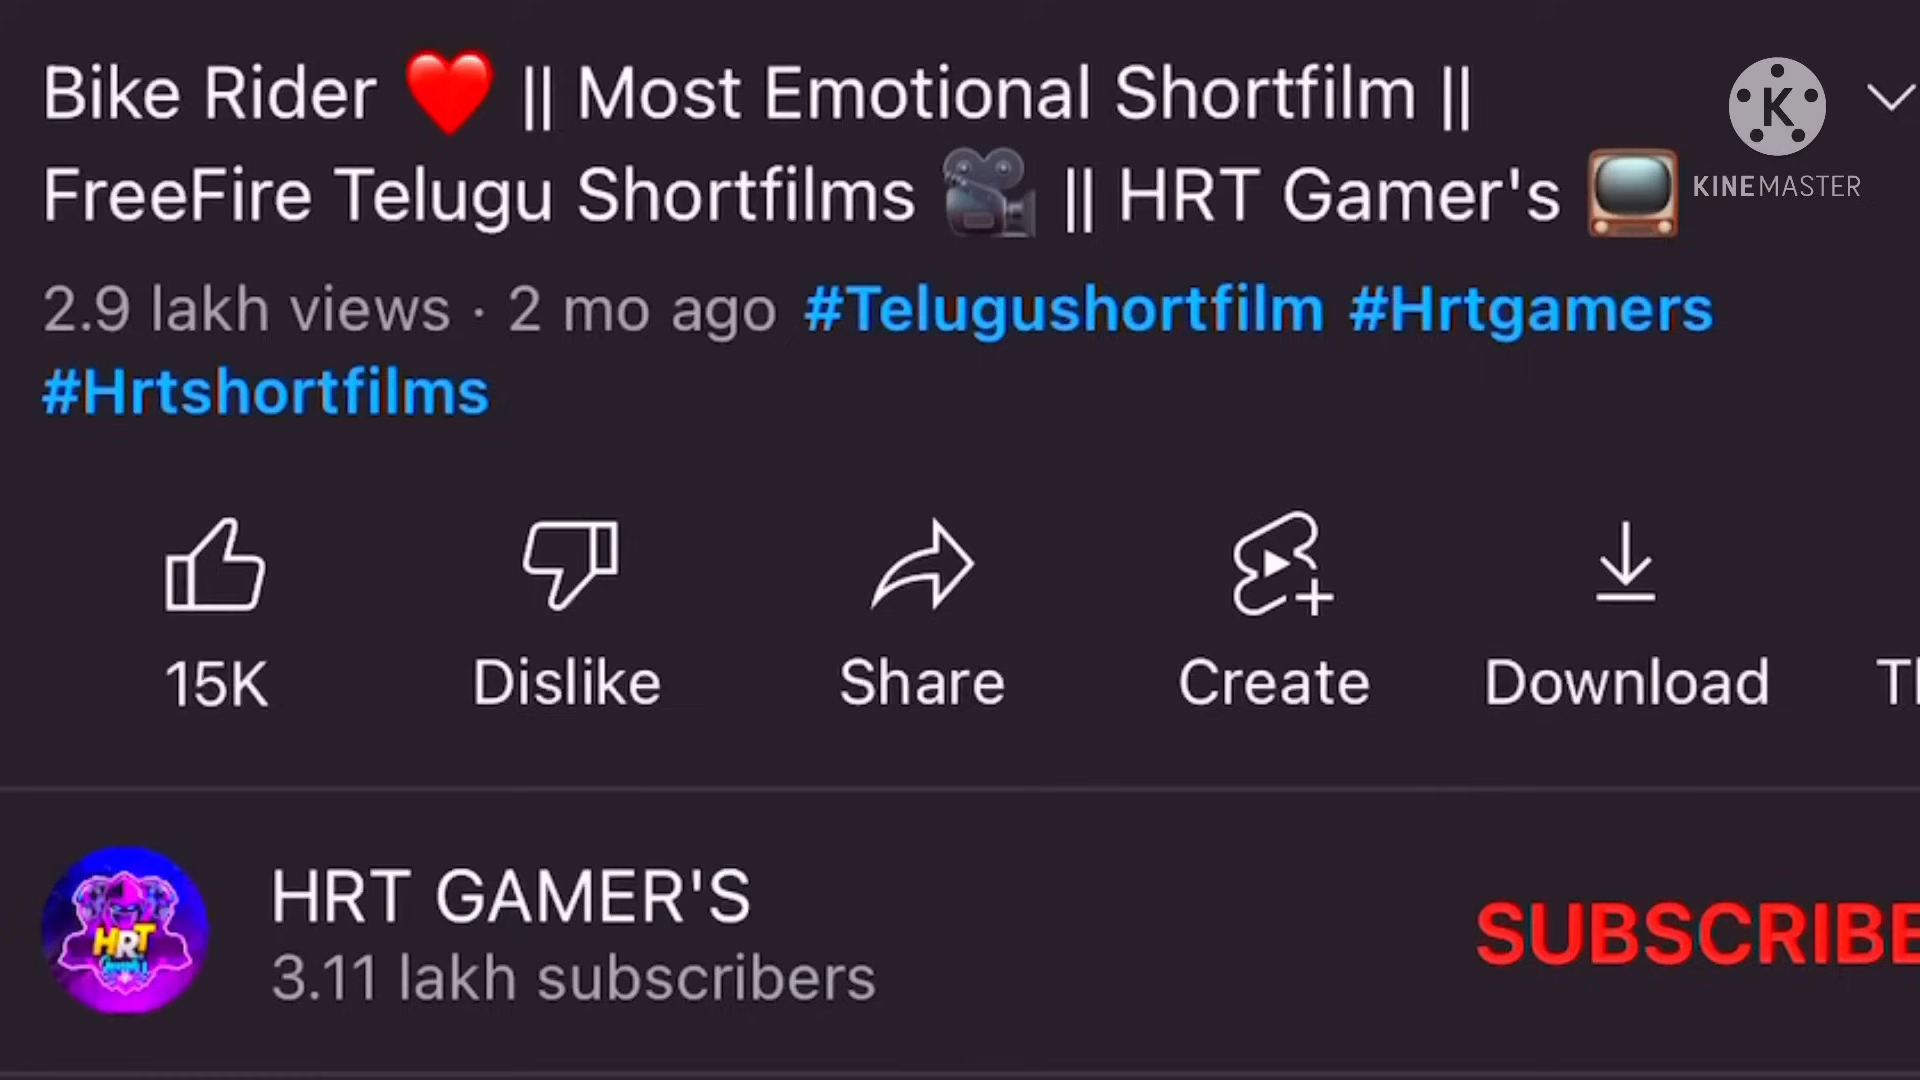 Bike Rider ❤️ || Most Emotional Shortfilm ||
FreeFire Telugu Shortfilms 🎥 || HRT Gamer's 📺
KINEMASTER
2.9 lakh views · 2 mo ago #Telugushortfilm #Hrtgamers
#Hrtshortfilms
15K Dislike Share Create Download
HRT GAMER'S
3.11 lakh subscribers
SUBSCRIBE
HRT